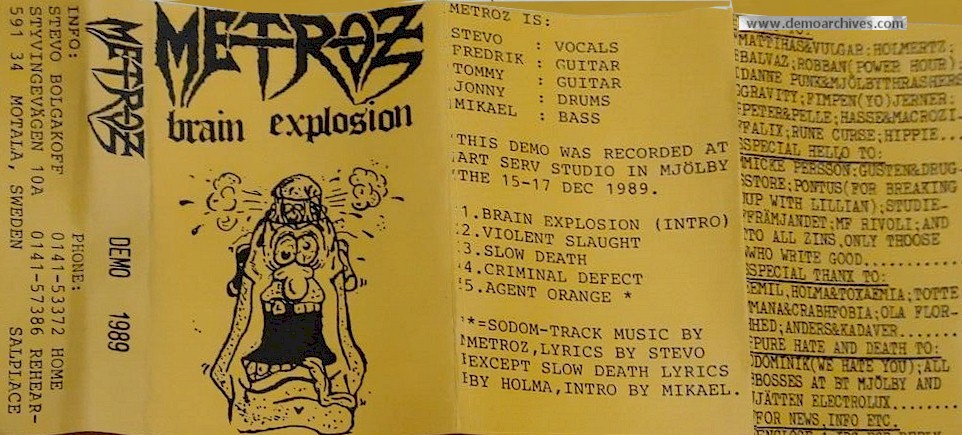 INFO:
STEVO BOLGAKOFF
STYVINGEVÄGEN 10A
591 34 MOTALA, SWEDEN
PHONE:
0141-53372 HOME
0141-57386 REHEAR-
SALPLACE
METROZ
DEMO 1989
METROZ
brain explosion
METROZ IS:
STEVO : VOCALS
FREDRIK : GUITAR
TOMMY : GUITAR
JONNY : DRUMS
MIKAEL : BASS
THIS DEMO WAS RECORDED AT
ART SERV STUDIO IN MJÖLBY
THE 15-17 DEC 1989.
1.BRAIN EXPLOSION (INTRO)
2.VIOLENT SLAUGHT
3.SLOW DEATH
4.CRIMINAL DEFECT
5.AGENT ORANGE *
*=SODOM-TRACK MUSIC BY
METROZ,LYRICS BY STEVO
EXCEPT SLOW DEATH LYRICS
BY HOLMA,INTRO BY MIKAEL.
www.demoarchives.com
TO:
MATTIHAS&VULGAR;HOLMERTZ;
BALVAZ;ROBBAN(POWER HOUR);
DANNE PUNK&MJÖLBYTHRASHERS
GRAVITY;FIMPEN(YO)JERNER;
PETER&PELLE;HASSE&MACROZI-
FALIX;RUNE CURSE;HIPPIE...
SPECIAL HELLO TO:
MICKE PERSSON;GUSTEN&DRUG-
STORE;PONTUS(FOR BREAKING
UP WITH LILLIAN);STUDIE-
FRÄMJANDET;MF RIVOLI;AND
TO ALL ZINS,ONLY THOOSE
WHO WRITE GOOD...........
SPECIAL THANX TO:
EMIL,HOLMA&TOXAEMIA;TOTTE
MANA&CRABHFOBIA;OLA FLOR-
HED;ANDERS&KADAVER.......
PURE HATE AND DEATH TO:
DOMINIK(WE HATE YOU);ALL
BOSSES AT BT MJÖLBY AND
JÄTTEN ELECTROLUX........
FOR NEWS,INFO ETC.